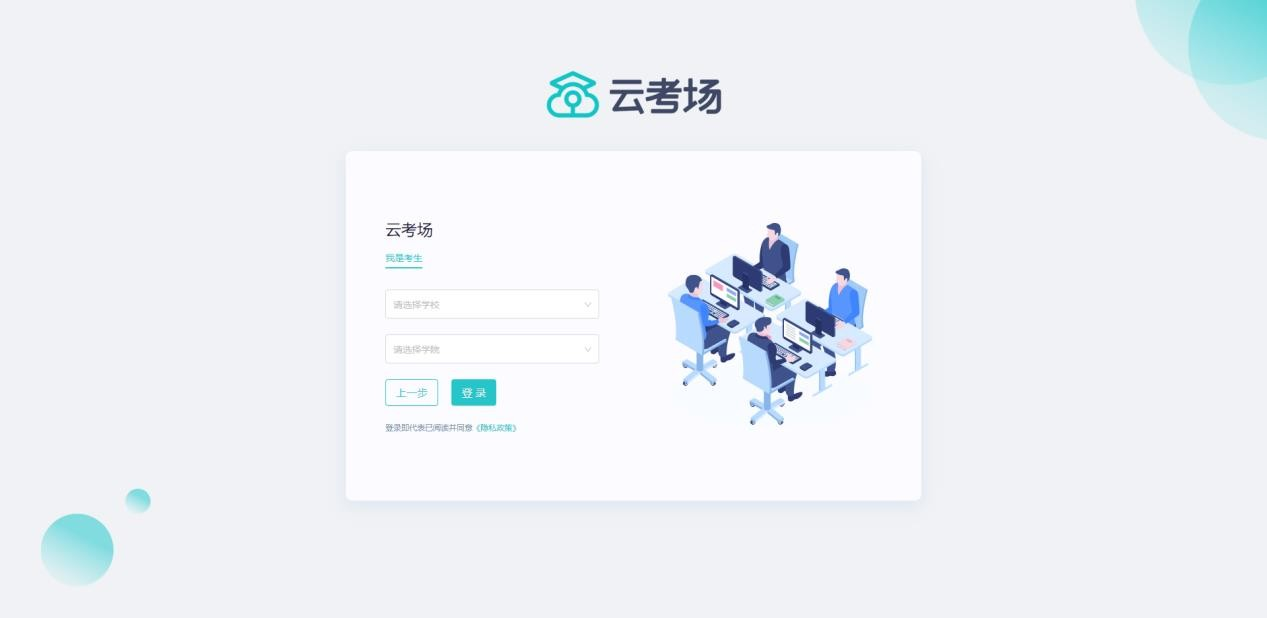 云考场
云考场
我是考生
请选择学校
请选择学院
上一步 登 录
登录即代表已阅读并同意《隐私政策》